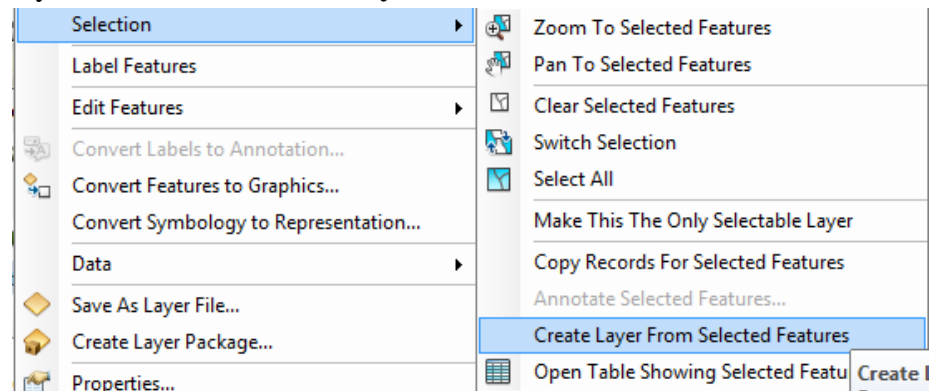 Selection
Label Features
Edit Features
Convert Labels to Annotation...
Convert Features to Graphics...
Convert Symbology to Representation...
Data
Save As Layer File...
Create Layer Package...
Properties...
Zoom To Selected Features
Pan To Selected Features
Clear Selected Features
Switch Selection
Select All
Make This The Only Selectable Layer
Copy Records For Selected Features
Annotate Selected Features...
Create Layer From Selected Features
Open Table Showing Selected Featu
Create